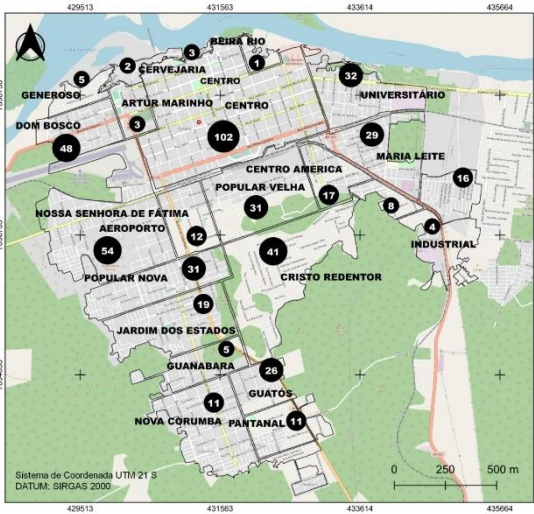 429513 431563 433614 435664
BEIRA RIO
3
2
CERVEJARIA
1
5
CENTRO
32
GENEROSO
UNIVERSITÁRIO
ARTUR MARINHO
CENTRO
DOM BOSCO
3
102
29
48
MARIA LEITE
CENTRO AMERICA
16
POPULAR VELHA
17
31
8
NOSSA SENHORA DE FÁTIMA
AEROPORTO
12
4
INDUSTRIAL
54
41
31
POPULAR NOVA
CRISTO REDENTOR
19
JARDIM DOS ESTADOS
5
GUANABARA
26
GUATÓS
11
NOVA CORUMBA
PANTANAL
11
Sistema de Coordenada UTM 21 S
DATUM: SIRGAS 2000
0 250 500 m
429513 431563 433614 435664